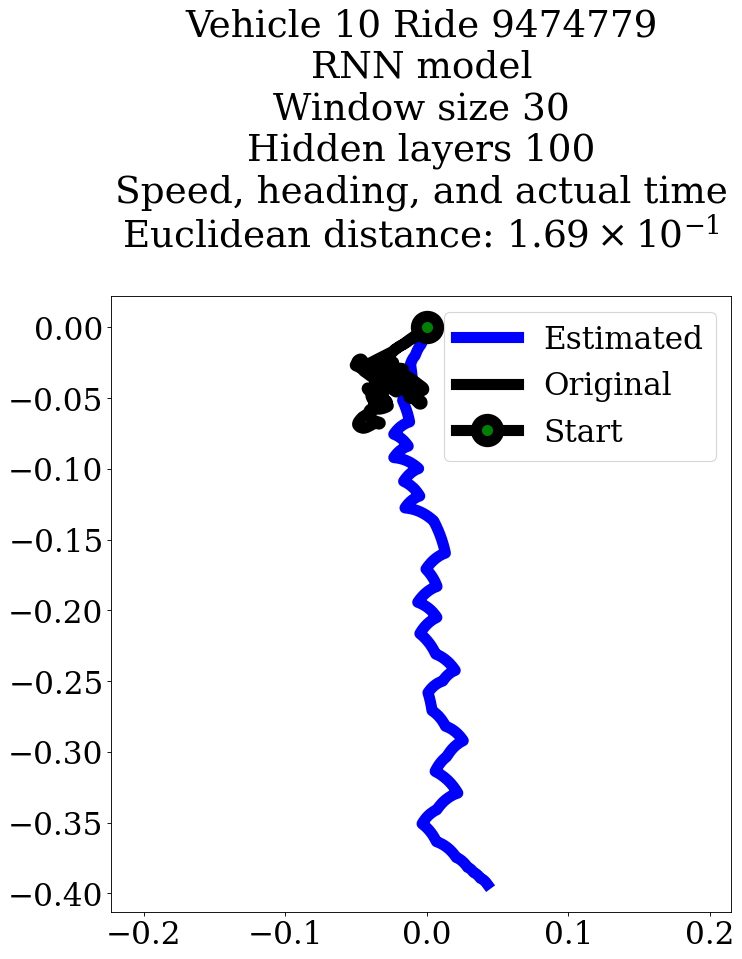 Vehicle 10 Ride 9474779
RNN model
Window size 30
Hidden layers 100
Speed, heading, and actual time
Euclidean distance: 1.69 × 10⁻¹
Estimated
Original
Start
0.00
−0.05
−0.10
−0.15
−0.20
−0.25
−0.30
−0.35
−0.40
−0.2 −0.1 0.0 0.1 0.2